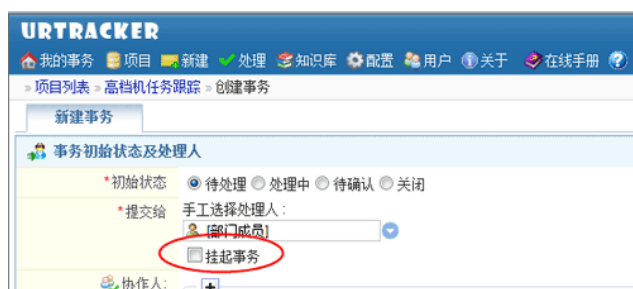 URTRACKER
我的事务 项目 新建 处理 知识库 配置 用户 关于 在线手册
» 项目列表 » 高档机任务跟踪 » 创建事务
新建事务
事务初始状态及处理人
*初始状态 待处理 处理中 待确认 关闭
*提交给 手工选择处理人:
[部门成员]
挂起事务
协作人: